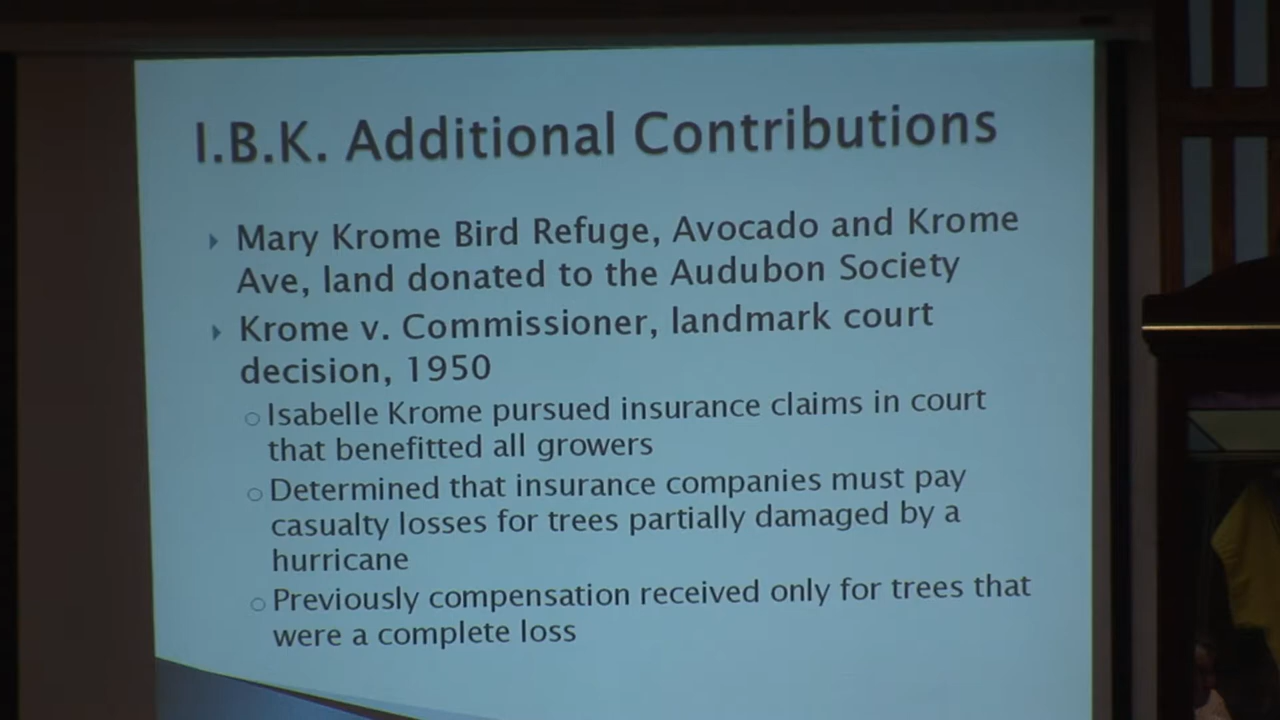 I.B.K. Additional Contributions
Mary Krome Bird Refuge, Avocado and Krome
Ave, land donated to the Audubon Society
Krome v. Commissioner, landmark court
decision, 1950
Isabelle Krome pursued insurance claims in court
that benefitted all growers
Determined that insurance companies must pay
casualty losses for trees partially damaged by a
hurricane
Previously compensation received only for trees that
were a complete loss